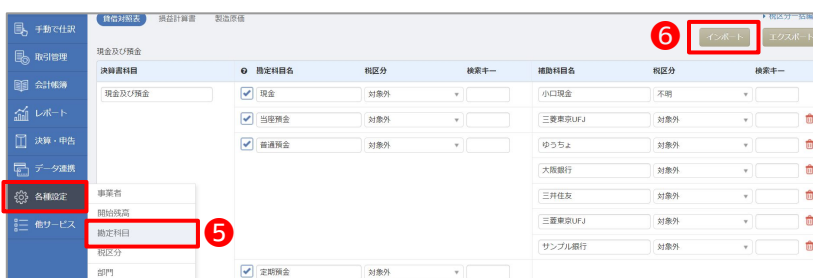 貸借対照表 損益計算書 製造原価
▸ 税区分一括編
インポート エクスポート
6
手動で仕訳
取引管理
会計帳簿
レポート
決算・申告
データ連携
各種設定
他サービス
事業者
開始残高
勘定科目
税区分
部門
5
現金及び預金
決算書科目 勘定科目名 税区分 検索キー 補助科目名 税区分 検索キー
現金及び預金 現金 対象外 小口現金 不明
当座預金 対象外 三菱東京UFJ 対象外
普通預金 対象外 ゆうちょ 対象外
大阪銀行 対象外
三井住友 対象外
三菱東京UFJ 対象外
サンプル銀行 対象外
定期預金 対象外